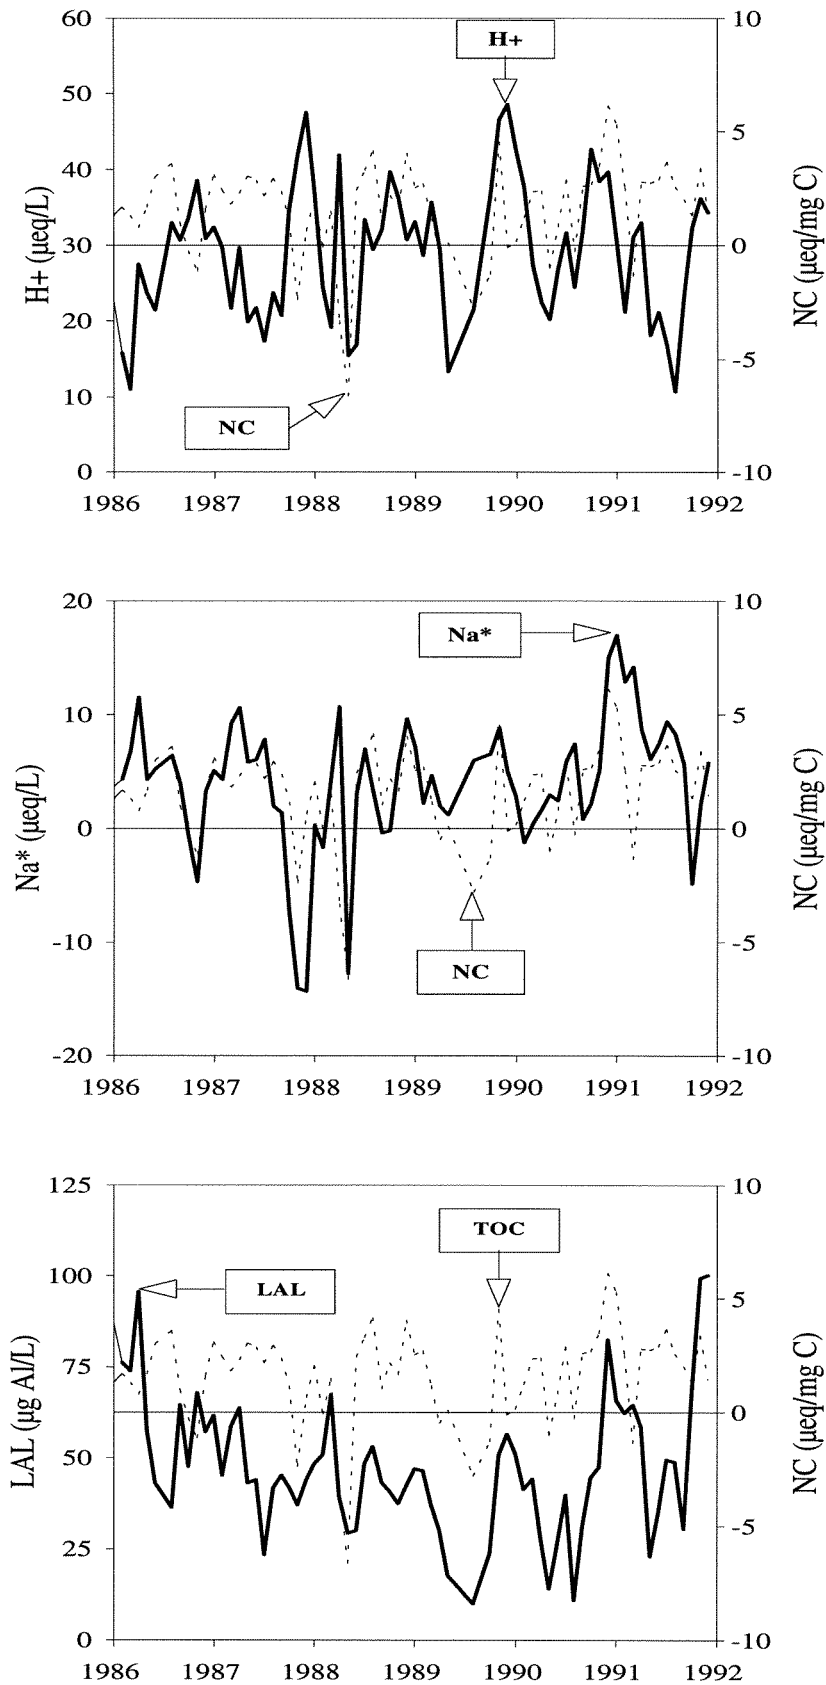 60
50
40
30
20
10
0
H+ (µeq/L)
10
5
0
-5
-10
NC (µeq/mg C)
H+
NC
1986 1987 1988 1989 1990 1991 1992
20
10
0
-10
-20
Na* (µeq/L)
10
5
0
-5
-10
NC (µeq/mg C)
Na*
NC
1986 1987 1988 1989 1990 1991 1992
125
100
75
50
25
0
LAL (µg Al/L)
10
5
0
-5
-10
NC (µeq/mg C)
TOC
LAL
1986 1987 1988 1989 1990 1991 1992